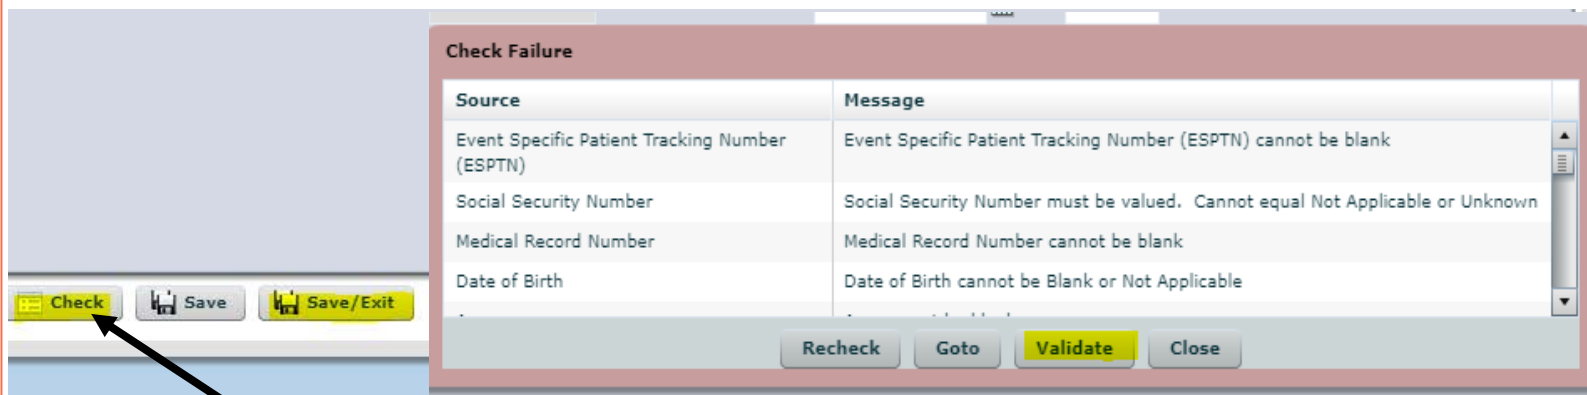 Check Failure
Source Message
Event Specific Patient Tracking Number Event Specific Patient Tracking Number (ESPTN) cannot be blank
(ESPTN)
Social Security Number Social Security Number must be valued.  Cannot equal Not Applicable or Unknown
Medical Record Number Medical Record Number cannot be blank
Date of Birth Date of Birth cannot be Blank or Not Applicable
Check Save Save/Exit
Recheck Goto Validate Close